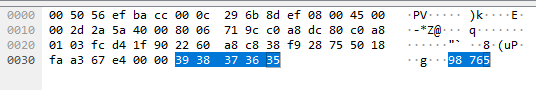 0000 00 50 56 ef ba cc 00 0c 29 6b 8d ef 08 00 45 00 ·PV·····)k····E·
0010 00 2d 2a 5a 40 00 80 06 71 9c c0 a8 dc 80 c0 a8 ·-*Z@···q·······
0020 01 03 fc d4 1f 90 22 60 a8 c8 38 f9 28 75 50 18 ······"`··8·(uP·
0030 fa a3 67 e4 00 00 39 38 37 36 35 ··g···98765